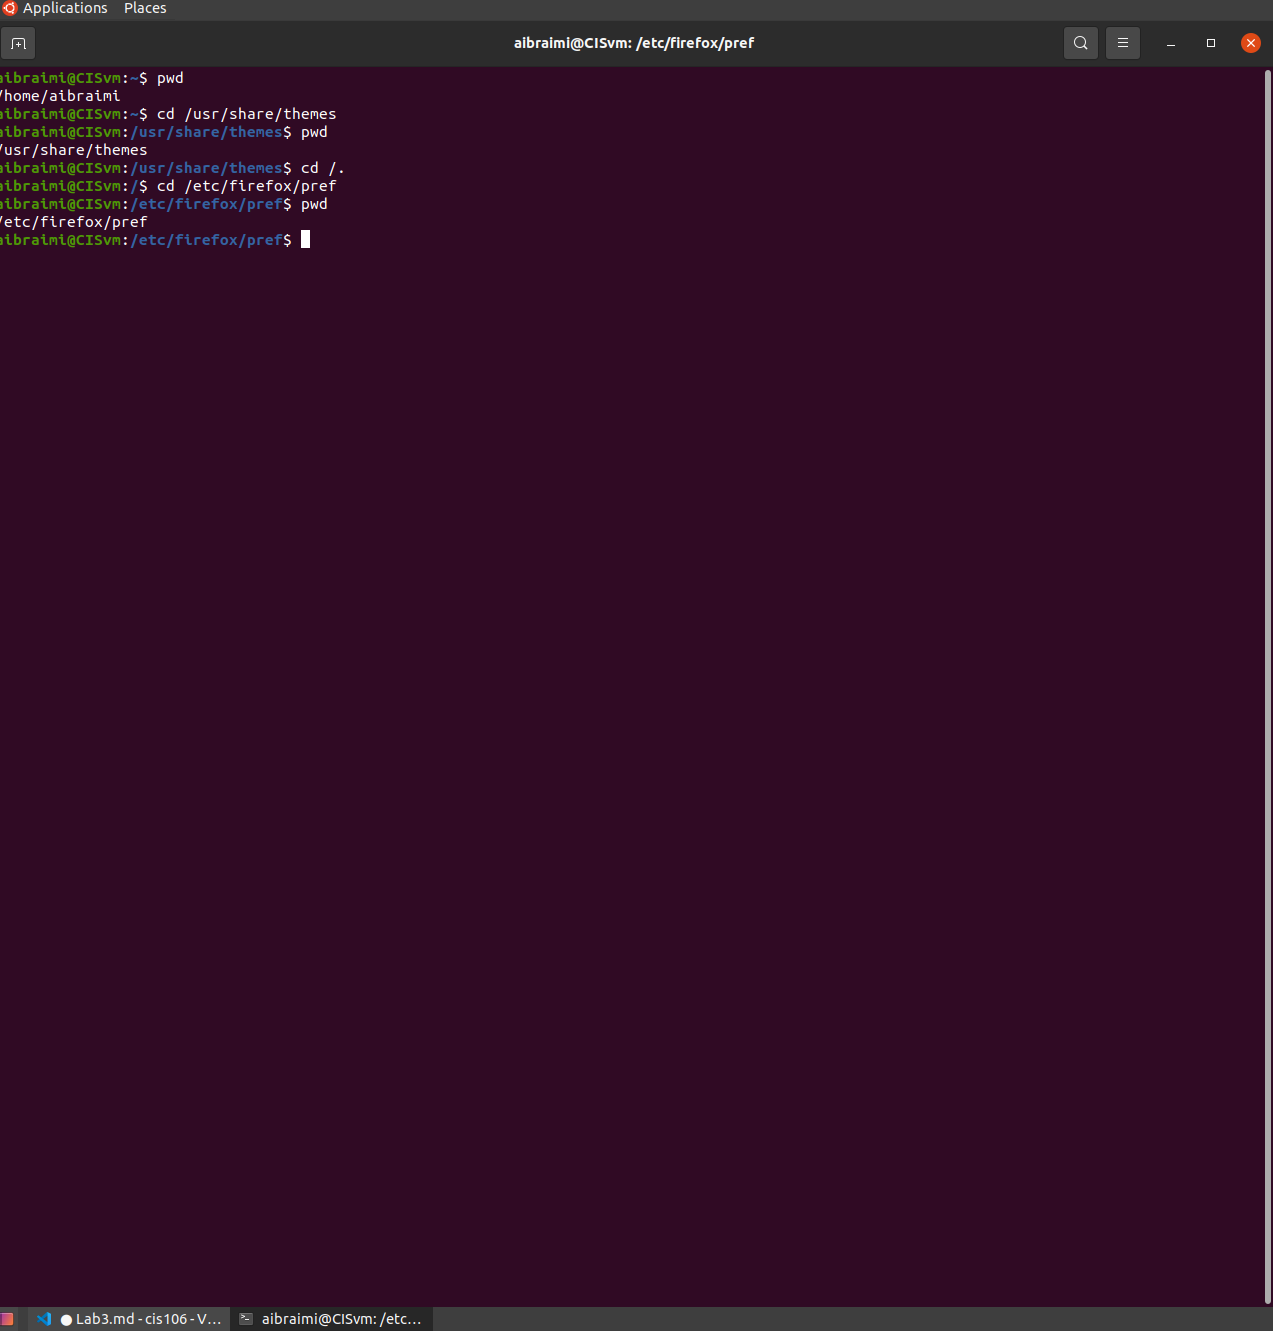 Applications Places
aibraimi@CISvm: /etc/firefox/pref
aibraimi@CISvm:~$ pwd
/home/aibraimi
aibraimi@CISvm:~$ cd /usr/share/themes
aibraimi@CISvm:/usr/share/themes$ pwd
/usr/share/themes
aibraimi@CISvm:/usr/share/themes$ cd /.
aibraimi@CISvm:/$ cd /etc/firefox/pref
aibraimi@CISvm:/etc/firefox/pref$ pwd
/etc/firefox/pref
aibraimi@CISvm:/etc/firefox/pref$
● Lab3.md - cis106 - V… aibraimi@CISvm: /etc…